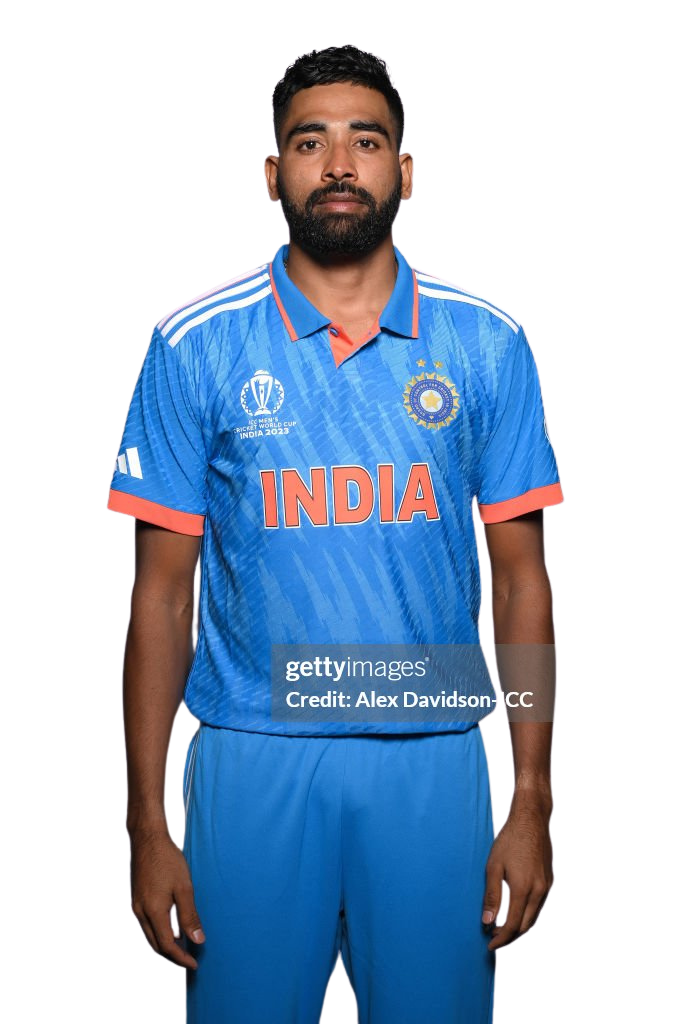 ICC MEN'S
CRICKET WORLD CUP
INDIA 2023
INDIA
gettyimages®
Credit: Alex Davidson-ICC